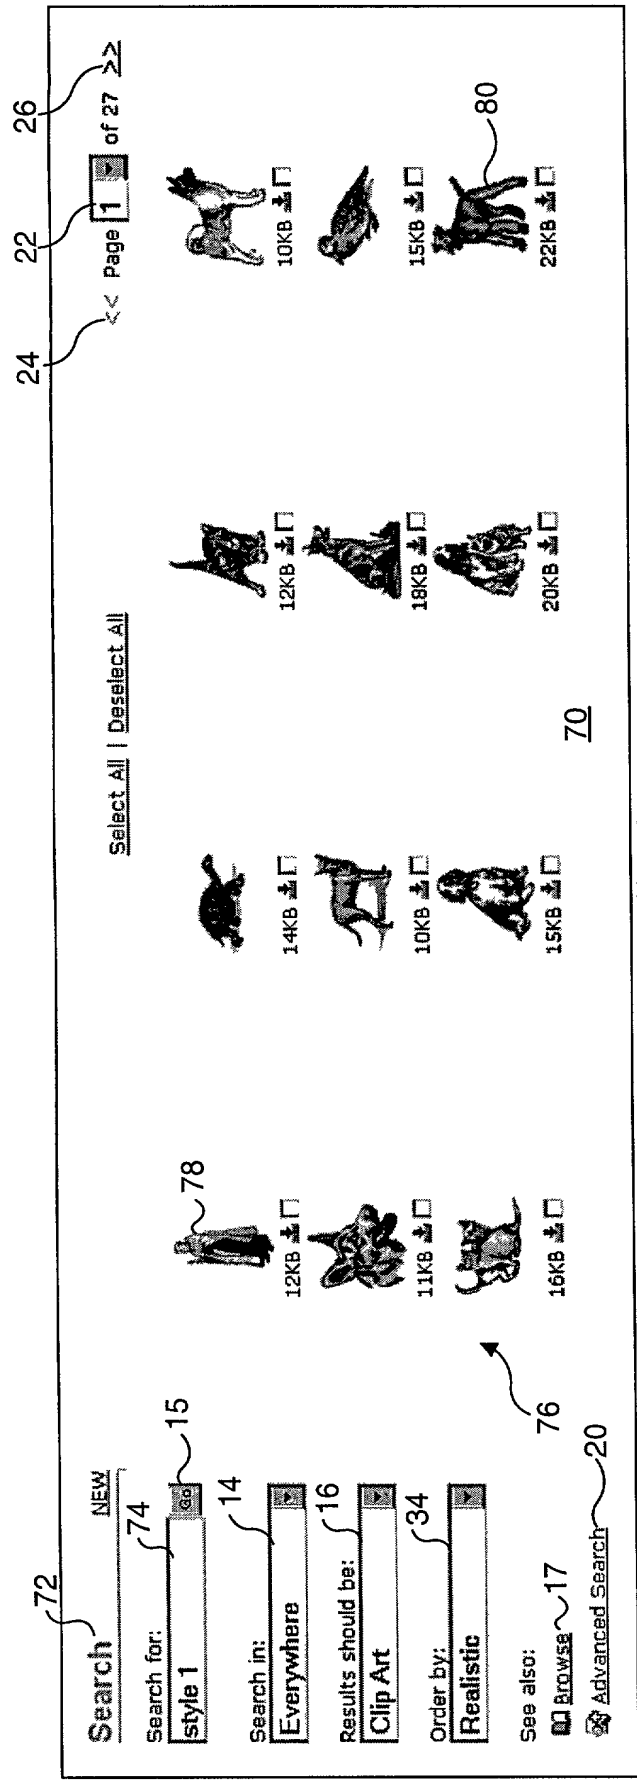 72
Search NEW
Search for:
74
style 1 Go
15
Search in:
14
Everywhere
Results should be:
16
Clip Art
Order by:
34
Realistic
See also:
Browse 17
Advanced Search 20
Select All | Deselect All
24
22
26
<< Page 1 of 27 >>
78
12KB
14KB
12KB
10KB
11KB
10KB
18KB
15KB
16KB
15KB
20KB
22KB
76
80
70